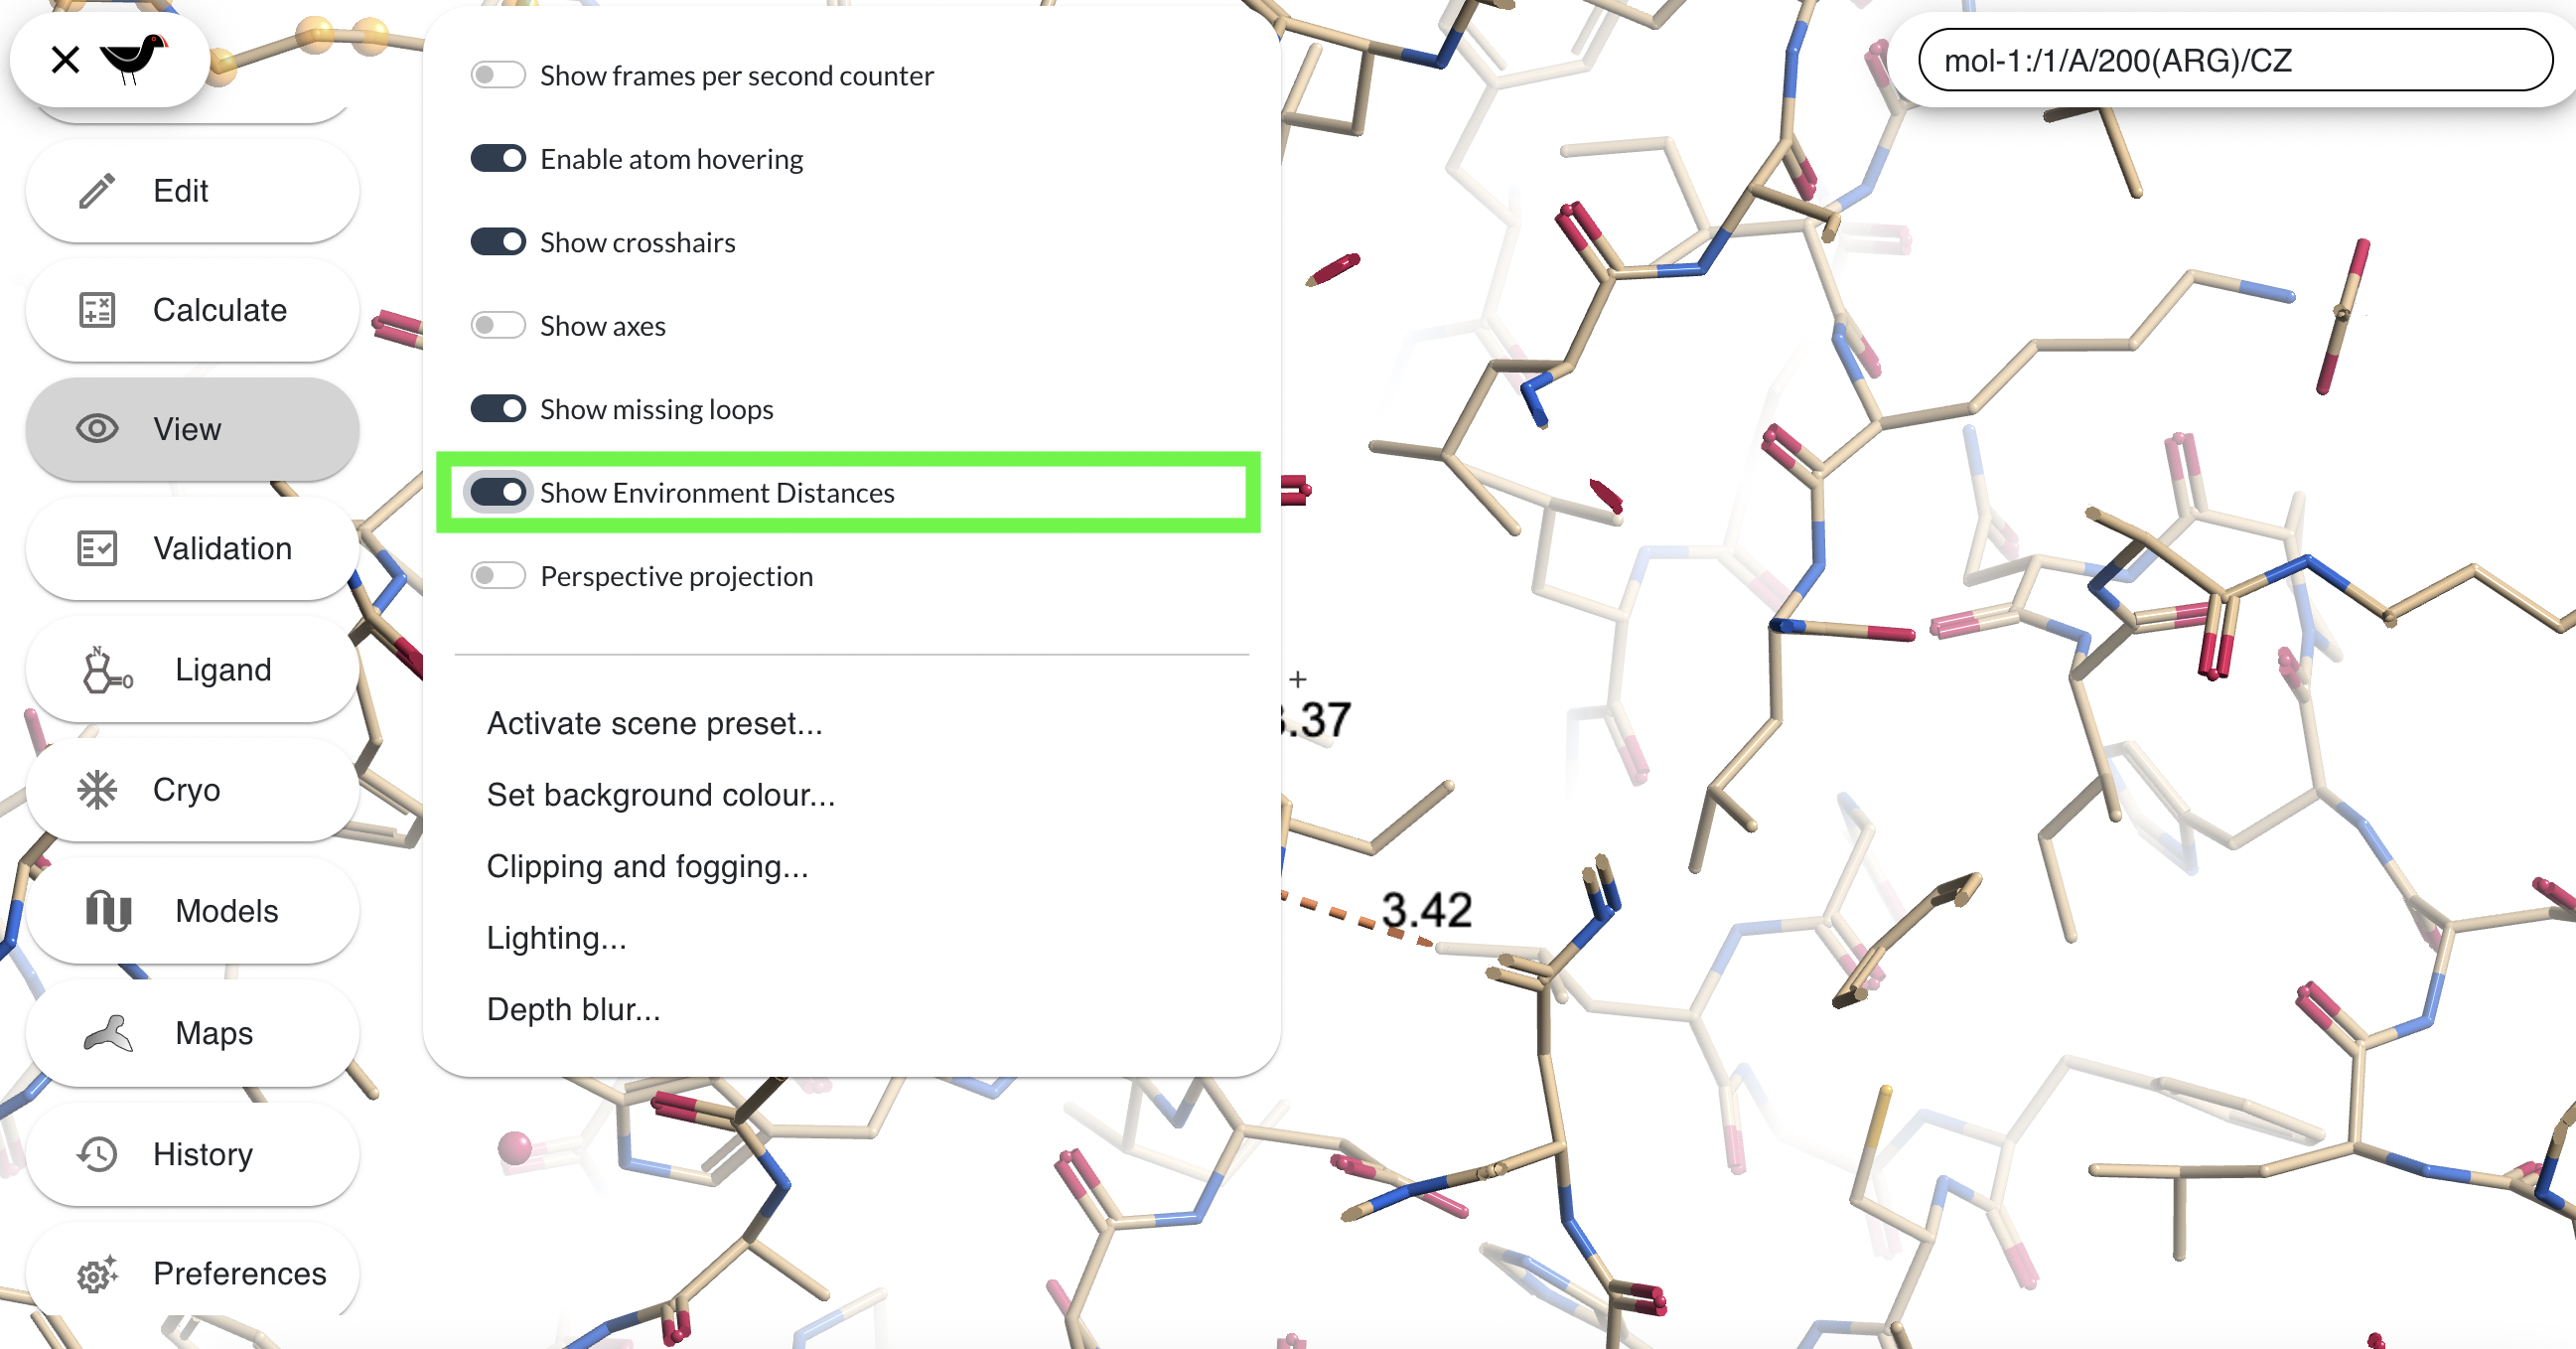 mol-1:/1/A/200(ARG)/CZ
Edit
Calculate
View
Validation
N
O
Ligand
Cryo
Models
Maps
History
Preferences
Show frames per second counter
Enable atom hovering
Show crosshairs
Show axes
Show missing loops
Show Environment Distances
Perspective projection
Activate scene preset...
Set background colour...
Clipping and fogging...
Lighting...
Depth blur...
.37
3.42